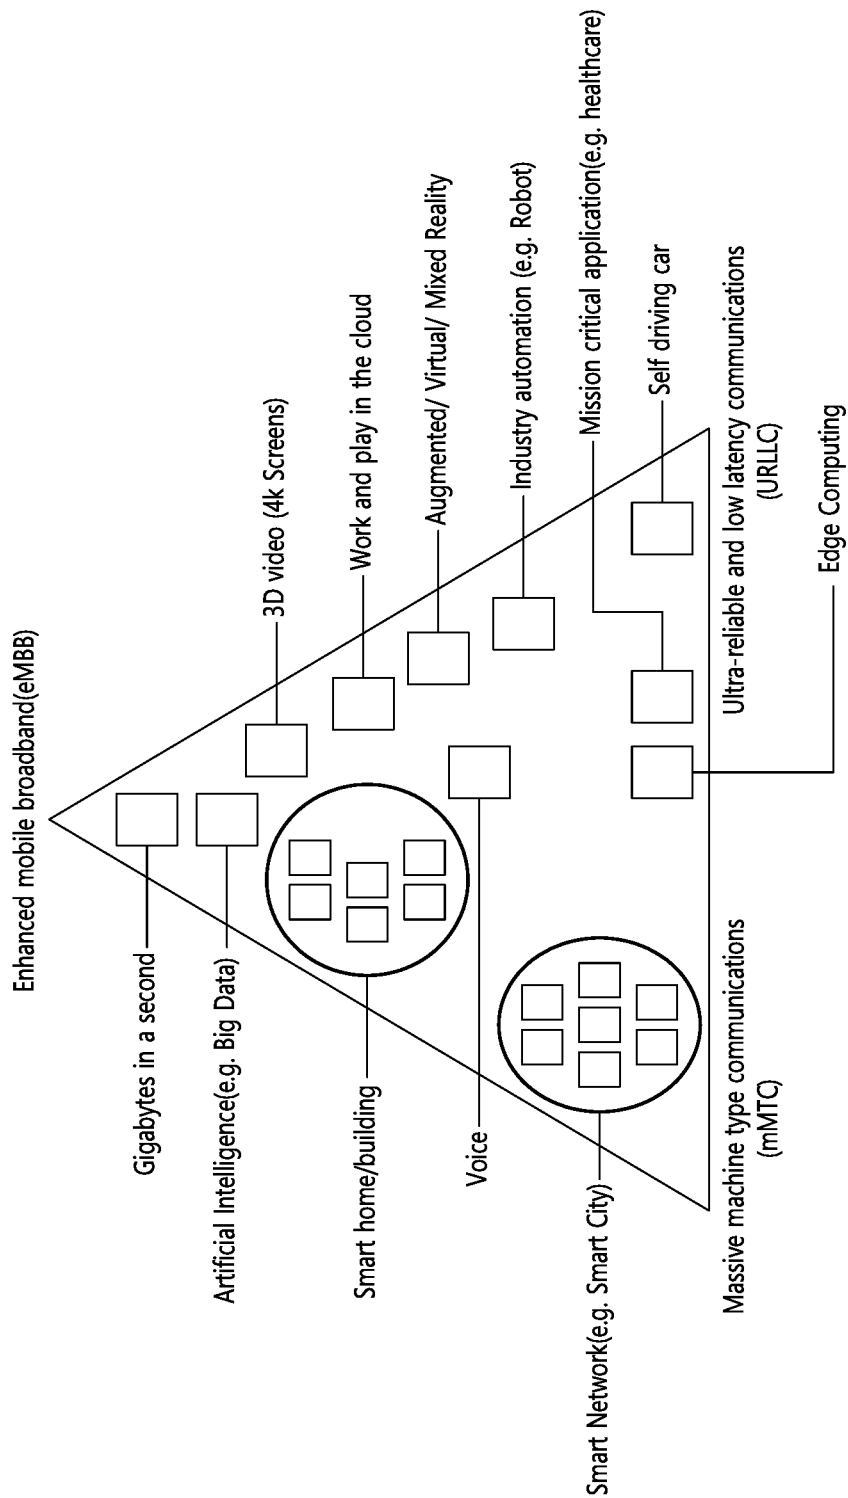 Enhanced mobile broadband(eMBB)
Gigabytes in a second
Artificial Intelligence(e.g. Big Data)
3D video (4k Screens)
Smart home/building
Work and play in the cloud
Augmented/ Virtual/ Mixed Reality
Voice
Industry automation (e.g. Robot)
Smart Network(e.g. Smart City)
Mission critical application(e.g. healthcare)
Self driving car
Massive machine type communications
(mMTC)
Ultra-reliable and low latency communications
(URLLC)
Edge Computing